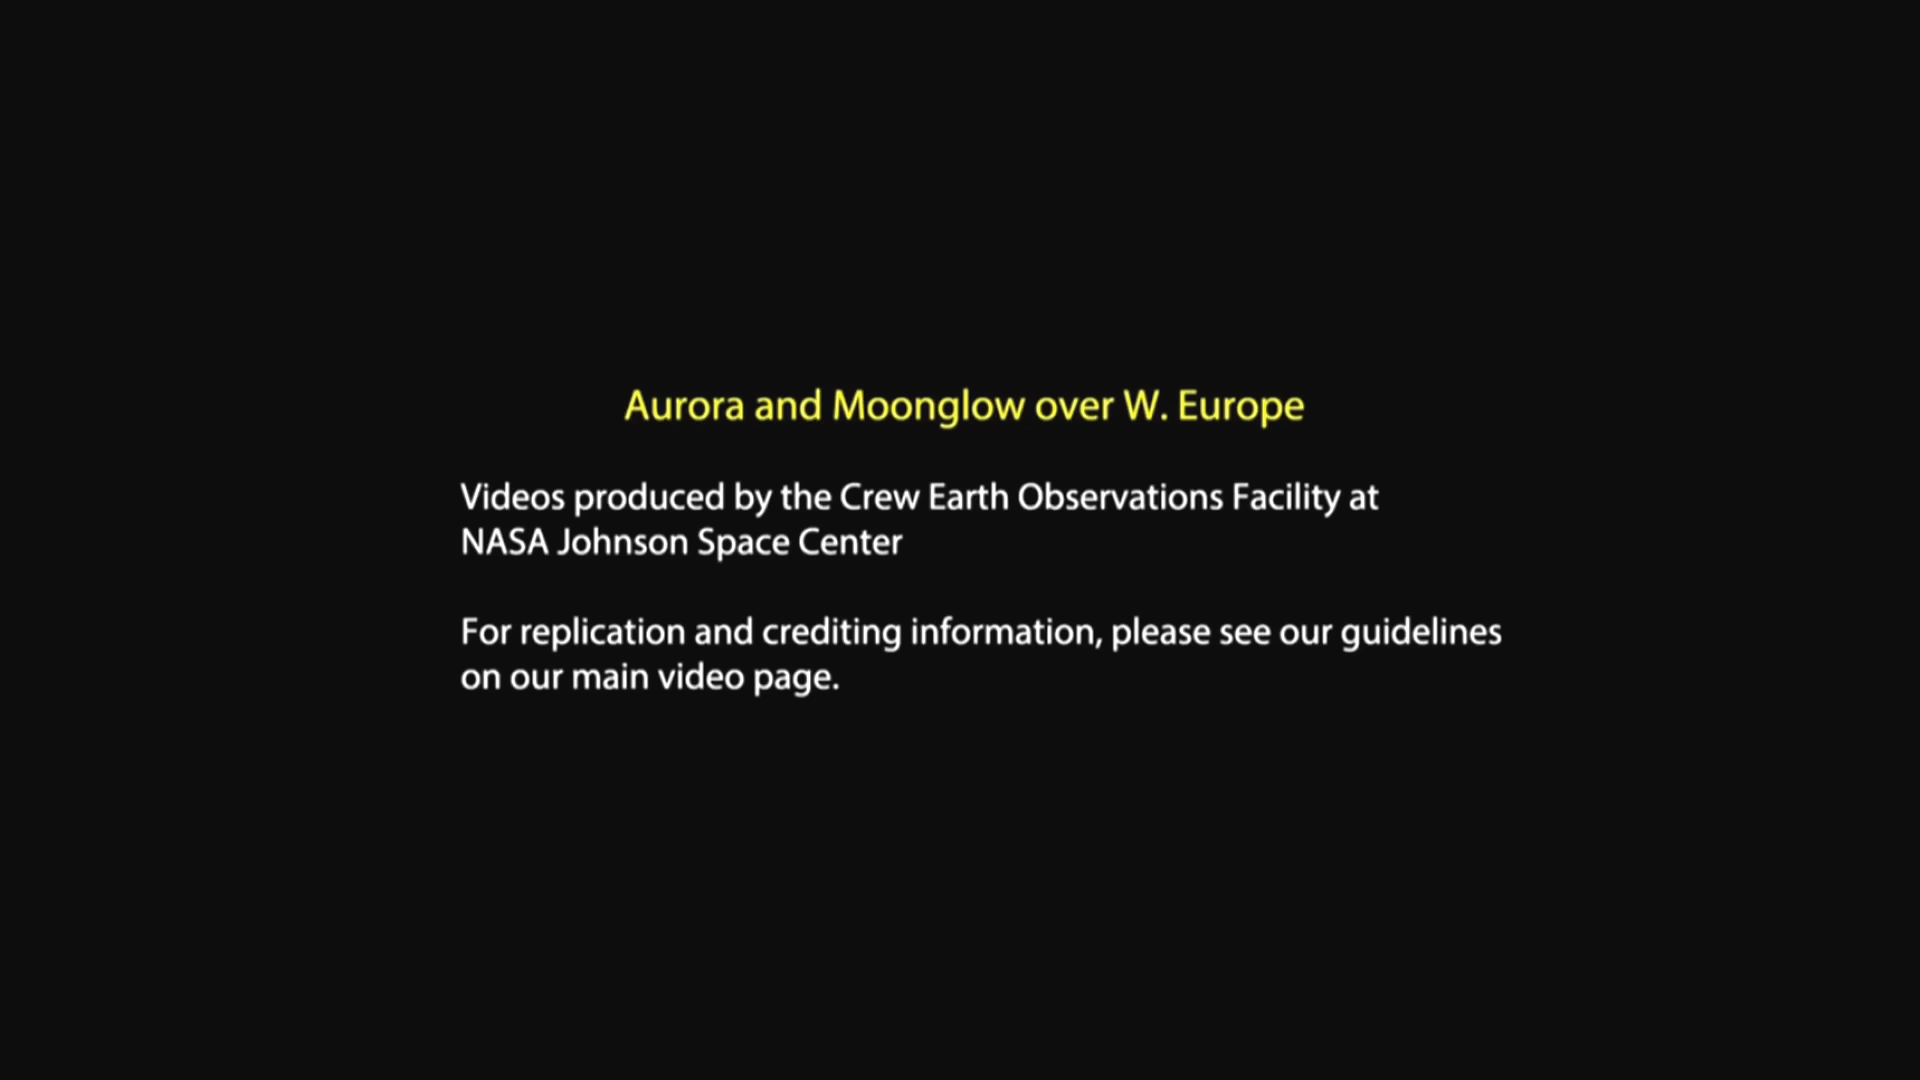 Aurora and Moonglow over W. Europe
Videos produced by the Crew Earth Observations Facility at
NASA Johnson Space Center
For replication and crediting information, please see our guidelines
on our main video page.